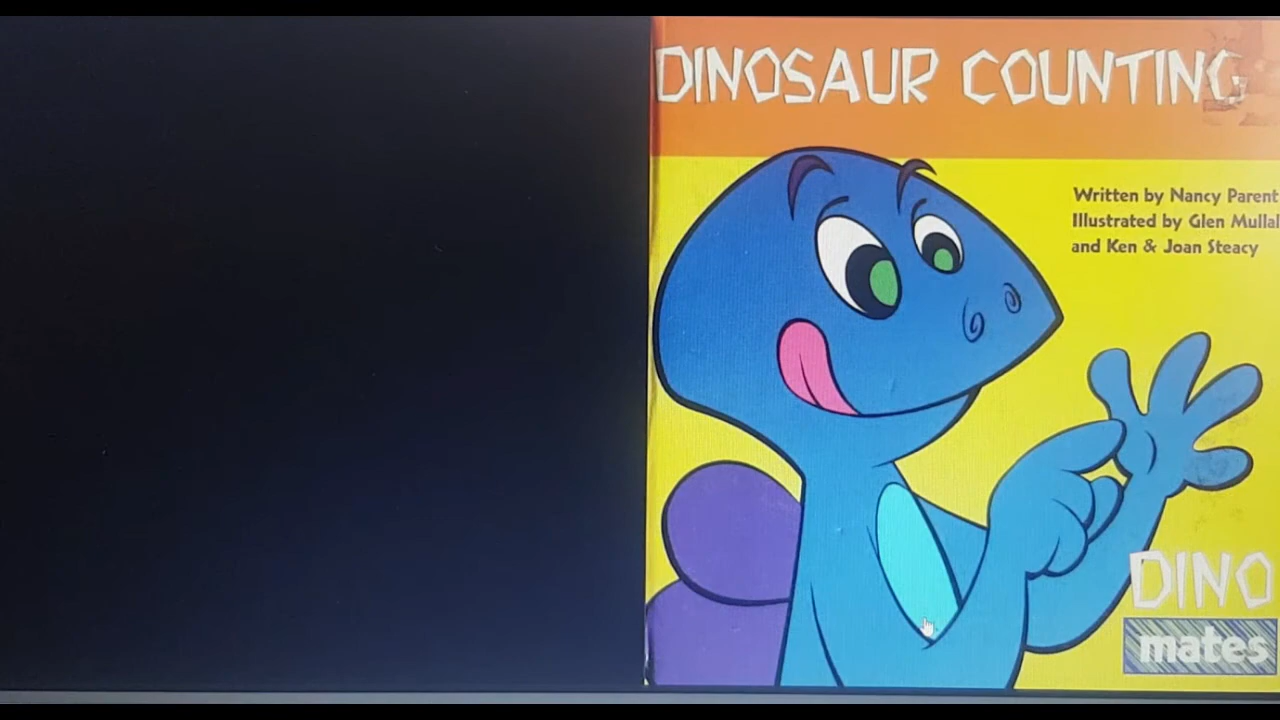 DINOSAUR COUNTING
Written by Nancy Parent
Illustrated by Glen Mullal
and Ken & Joan Steacy
DINO
mates